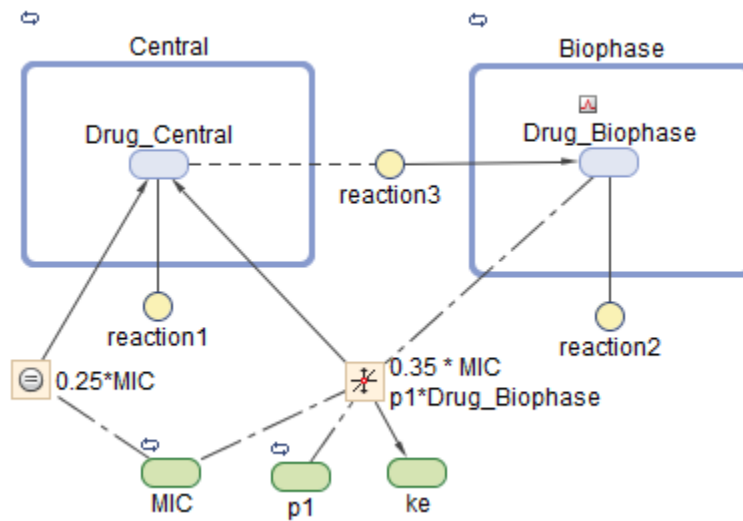 Central
Biophase
Drug_Central
Drug_Biophase
reaction3
reaction1
reaction2
0.25*MIC
0.35 * MIC
p1*Drug_Biophase
MIC
p1
ke